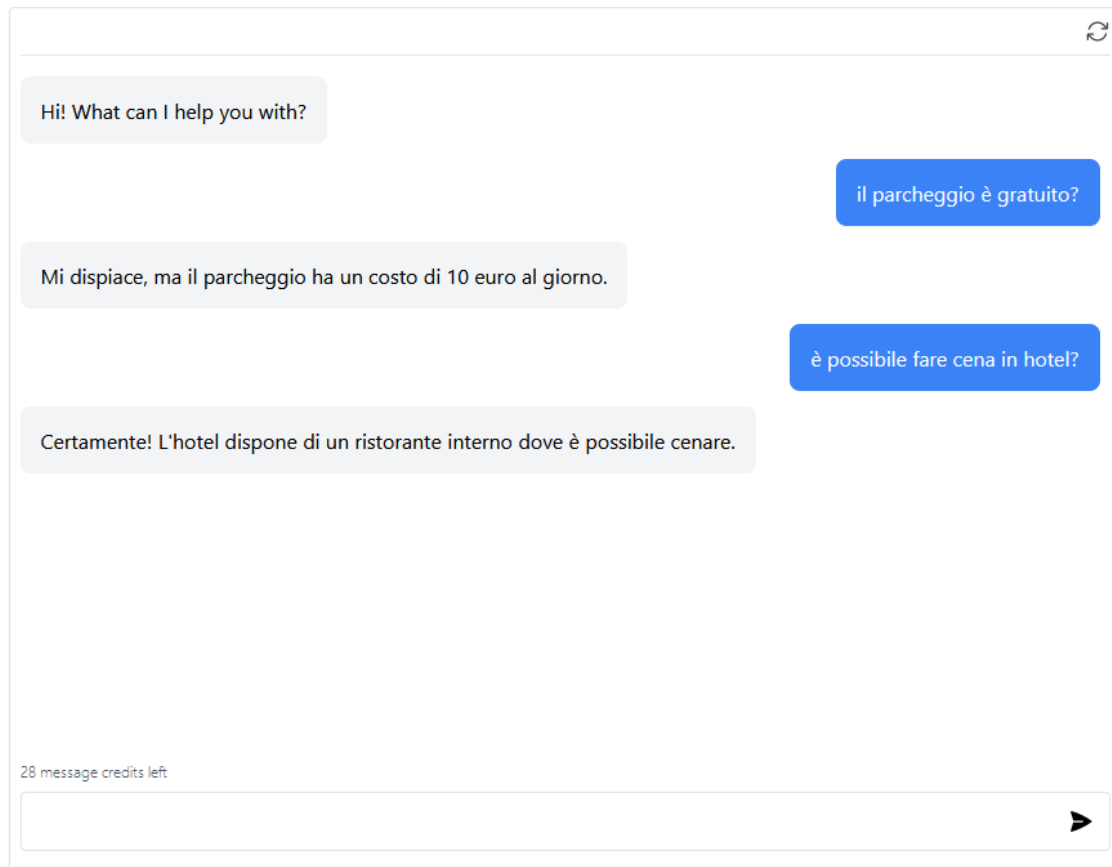 Hi! What can I help you with?
il parcheggio è gratuito?
Mi dispiace, ma il parcheggio ha un costo di 10 euro al giorno.
è possibile fare cena in hotel?
Certamente! L'hotel dispone di un ristorante interno dove è possibile cenare.
28 message credits left